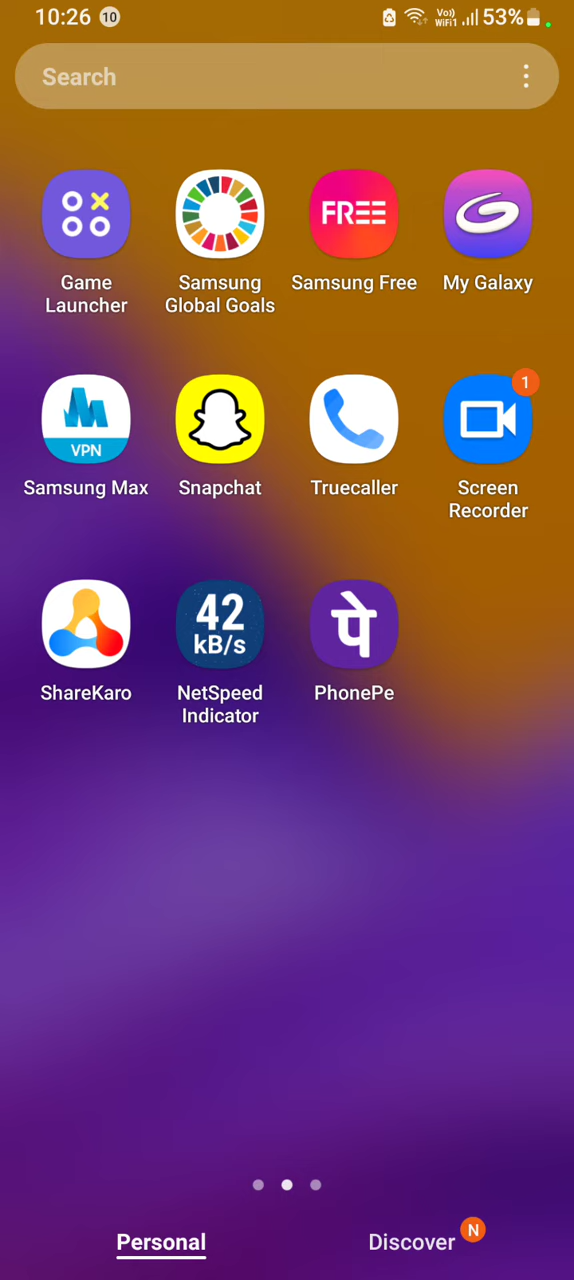 10:26 10 Vo)) WiFi1 53%
Search
FREE
Game Launcher
Samsung Global Goals
Samsung Free
My Galaxy
VPN
1
Samsung Max
Snapchat
Truecaller
Screen Recorder
42
kB/s
पे
ShareKaro
NetSpeed Indicator
PhonePe
Personal
Discover
N